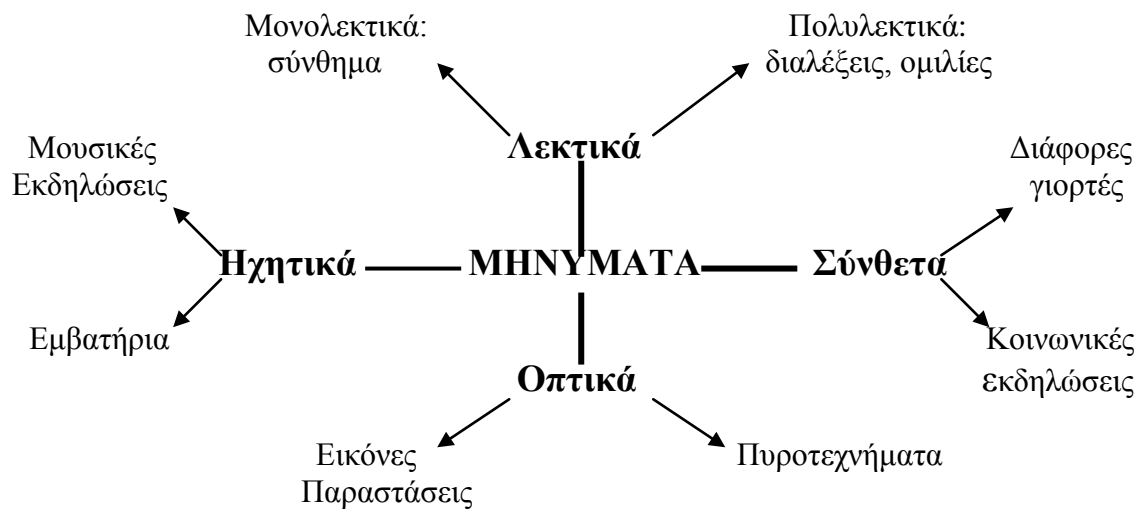 Μονολεκτικά:
σύνθημα
Πολυλεκτικά:
διαλέξεις, ομιλίες
Λεκτικά
Μουσικές
Εκδηλώσεις
Διάφορες
γιορτές
Ηχητικά
ΜΗΝΥΜΑΤΑ
Σύνθετα
Εμβατήρια
Κοινωνικές
εκδηλώσεις
Οπτικά
Εικόνες
Παραστάσεις
Πυροτεχνήματα